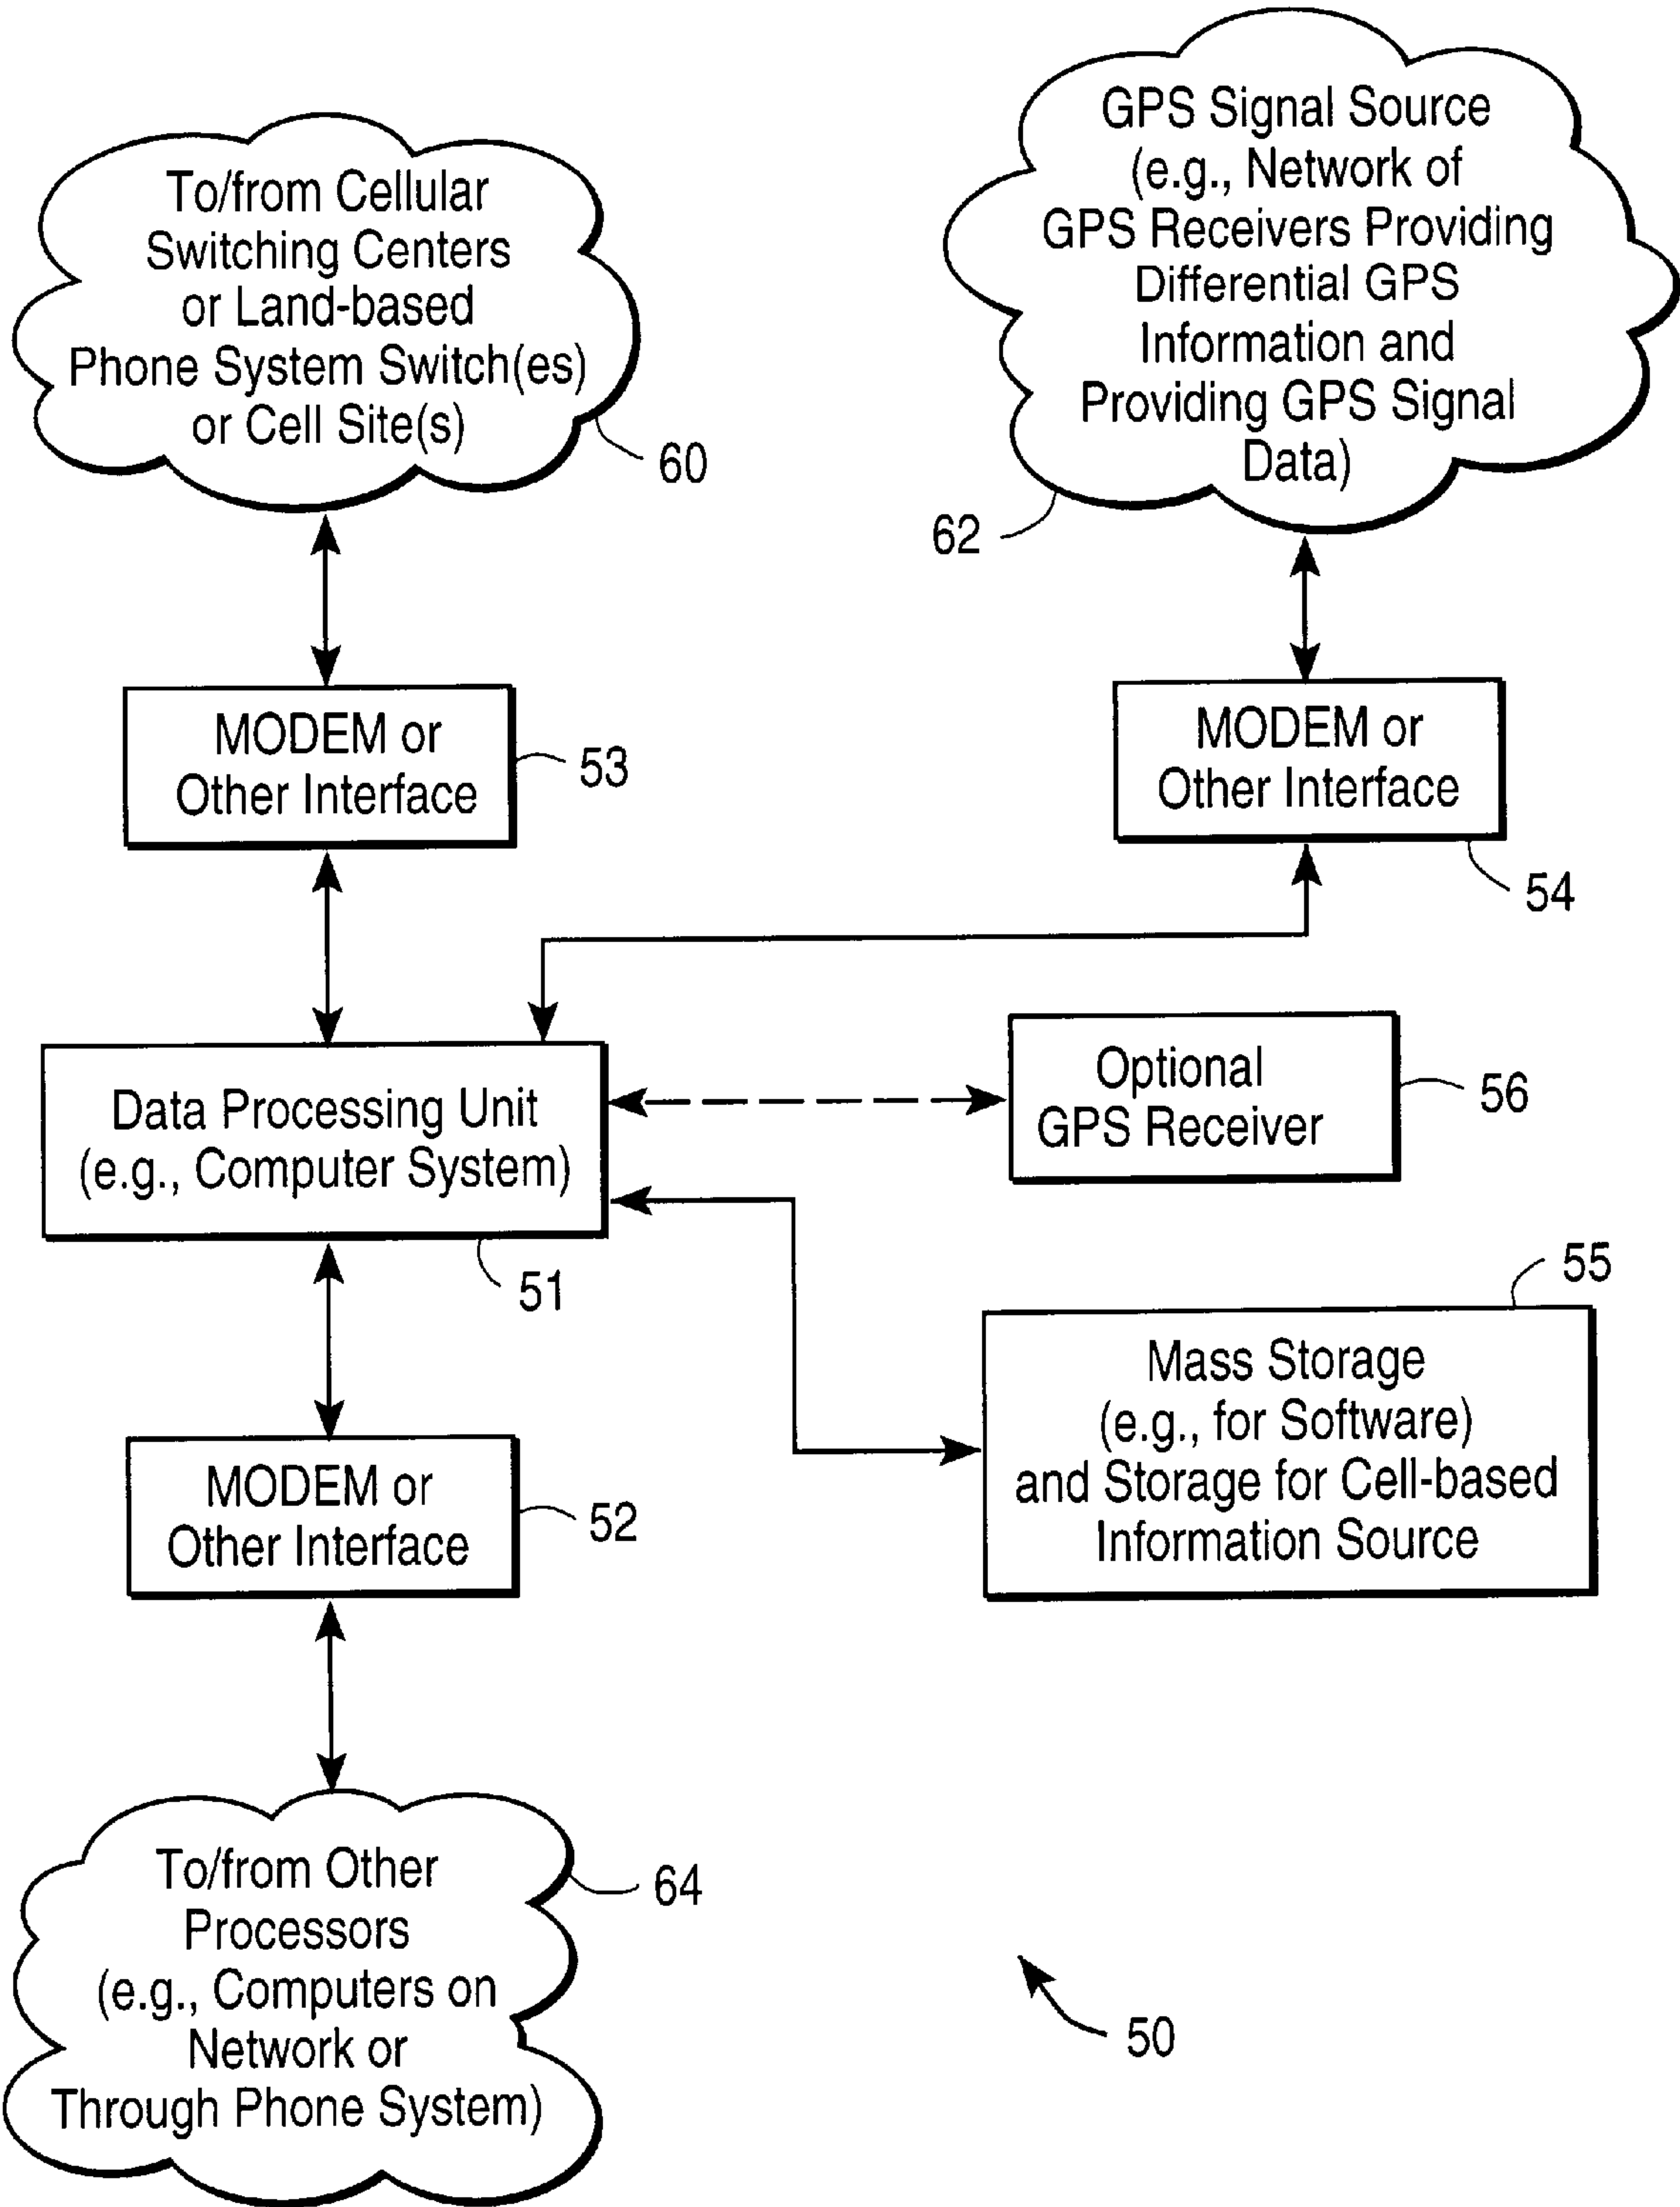 To/from Cellular
Switching Centers
or Land-based
Phone System Switch(es)
or Cell Site(s)
60
GPS Signal Source
(e.g., Network of
GPS Receivers Providing
Differential GPS
Information and
Providing GPS Signal
Data)
62
MODEM or
Other Interface
53
MODEM or
Other Interface
54
Data Processing Unit
(e.g., Computer System)
51
Optional
GPS Receiver
56
55
Mass Storage
(e.g., for Software)
and Storage for Cell-based
Information Source
MODEM or
Other Interface
52
To/from Other
Processors
(e.g., Computers on
Network or
Through Phone System)
64
50